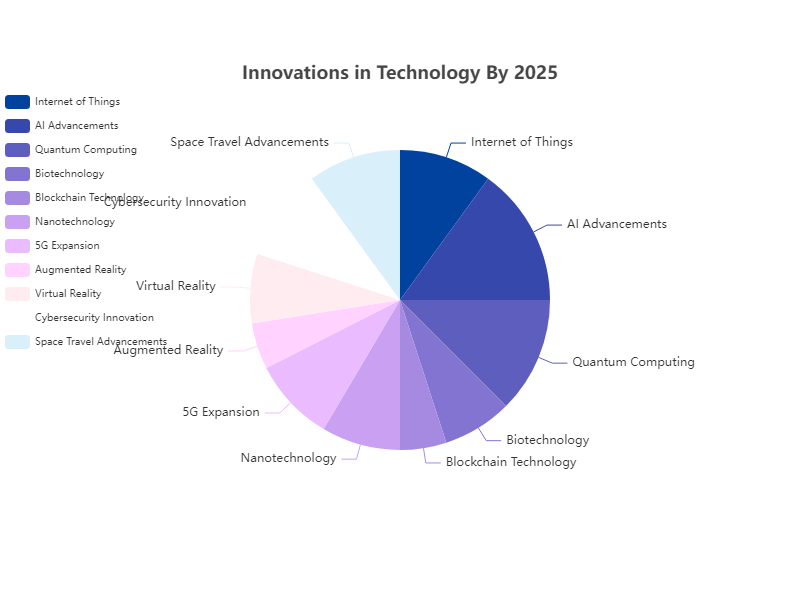 Innovations in Technology By 2025
Internet of Things
AI Advancements
Quantum Computing
Biotechnology
Blockchain Technology
Nanotechnology
5G Expansion
Augmented Reality
Virtual Reality
Cybersecurity Innovation
Space Travel Advancements
Space Travel Advancements
Internet of Things
Cybersecurity Innovation
AI Advancements
Virtual Reality
Augmented Reality
Quantum Computing
5G Expansion
Biotechnology
Nanotechnology
Blockchain Technology